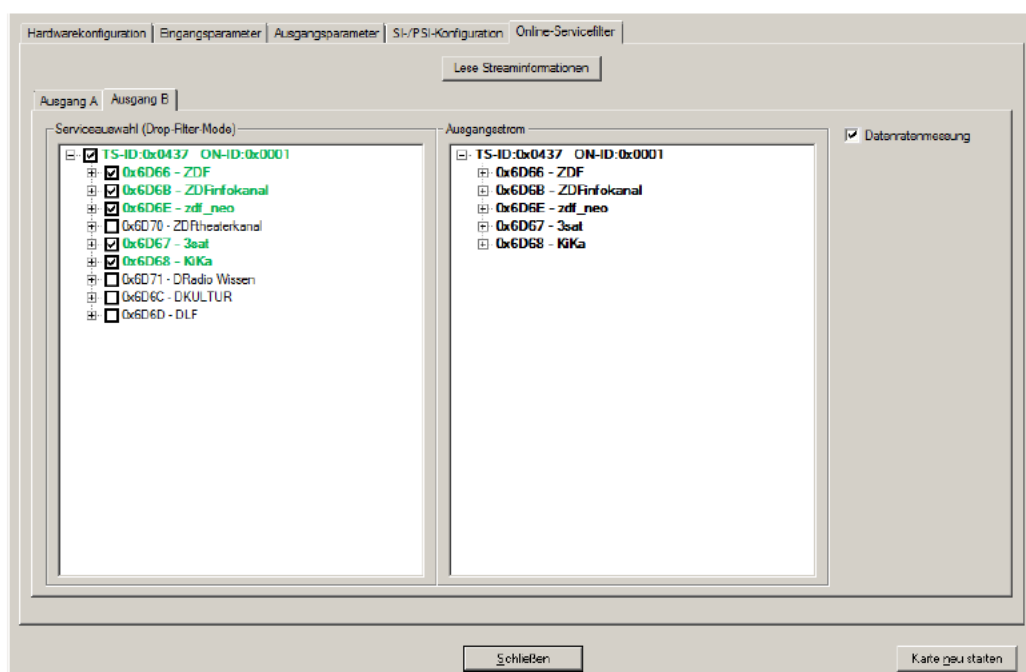 Hardwarekonfiguration Eingangsparameter Ausgangsparameter SI-/PSI-Konfiguration Online-Servicefilter
Lese Streaminformationen
Ausgang A Ausgang B
Serviceauswahl (Drop-Filter-Mode)
TS-ID:0x0437 ON-ID:0x0001
0x6D66 - ZDF
0x6D6B - ZDFinfokanal
0x6D6E - zdf_neo
0x6D70 - ZDFtheaterkanal
0x6D67 - 3sat
0x6D68 - KiKa
0x6D71 - DRadio Wissen
0x6D6C - DKULTUR
0x6D6D - DLF
Ausgangsstrom
TS-ID:0x0437 ON-ID:0x0001
0x6D66 - ZDF
0x6D6B - ZDFinfokanal
0x6D6E - zdf_neo
0x6D67 - 3sat
0x6D68 - KiKa
Datenratenmessung
Schließen
Karte neu starten